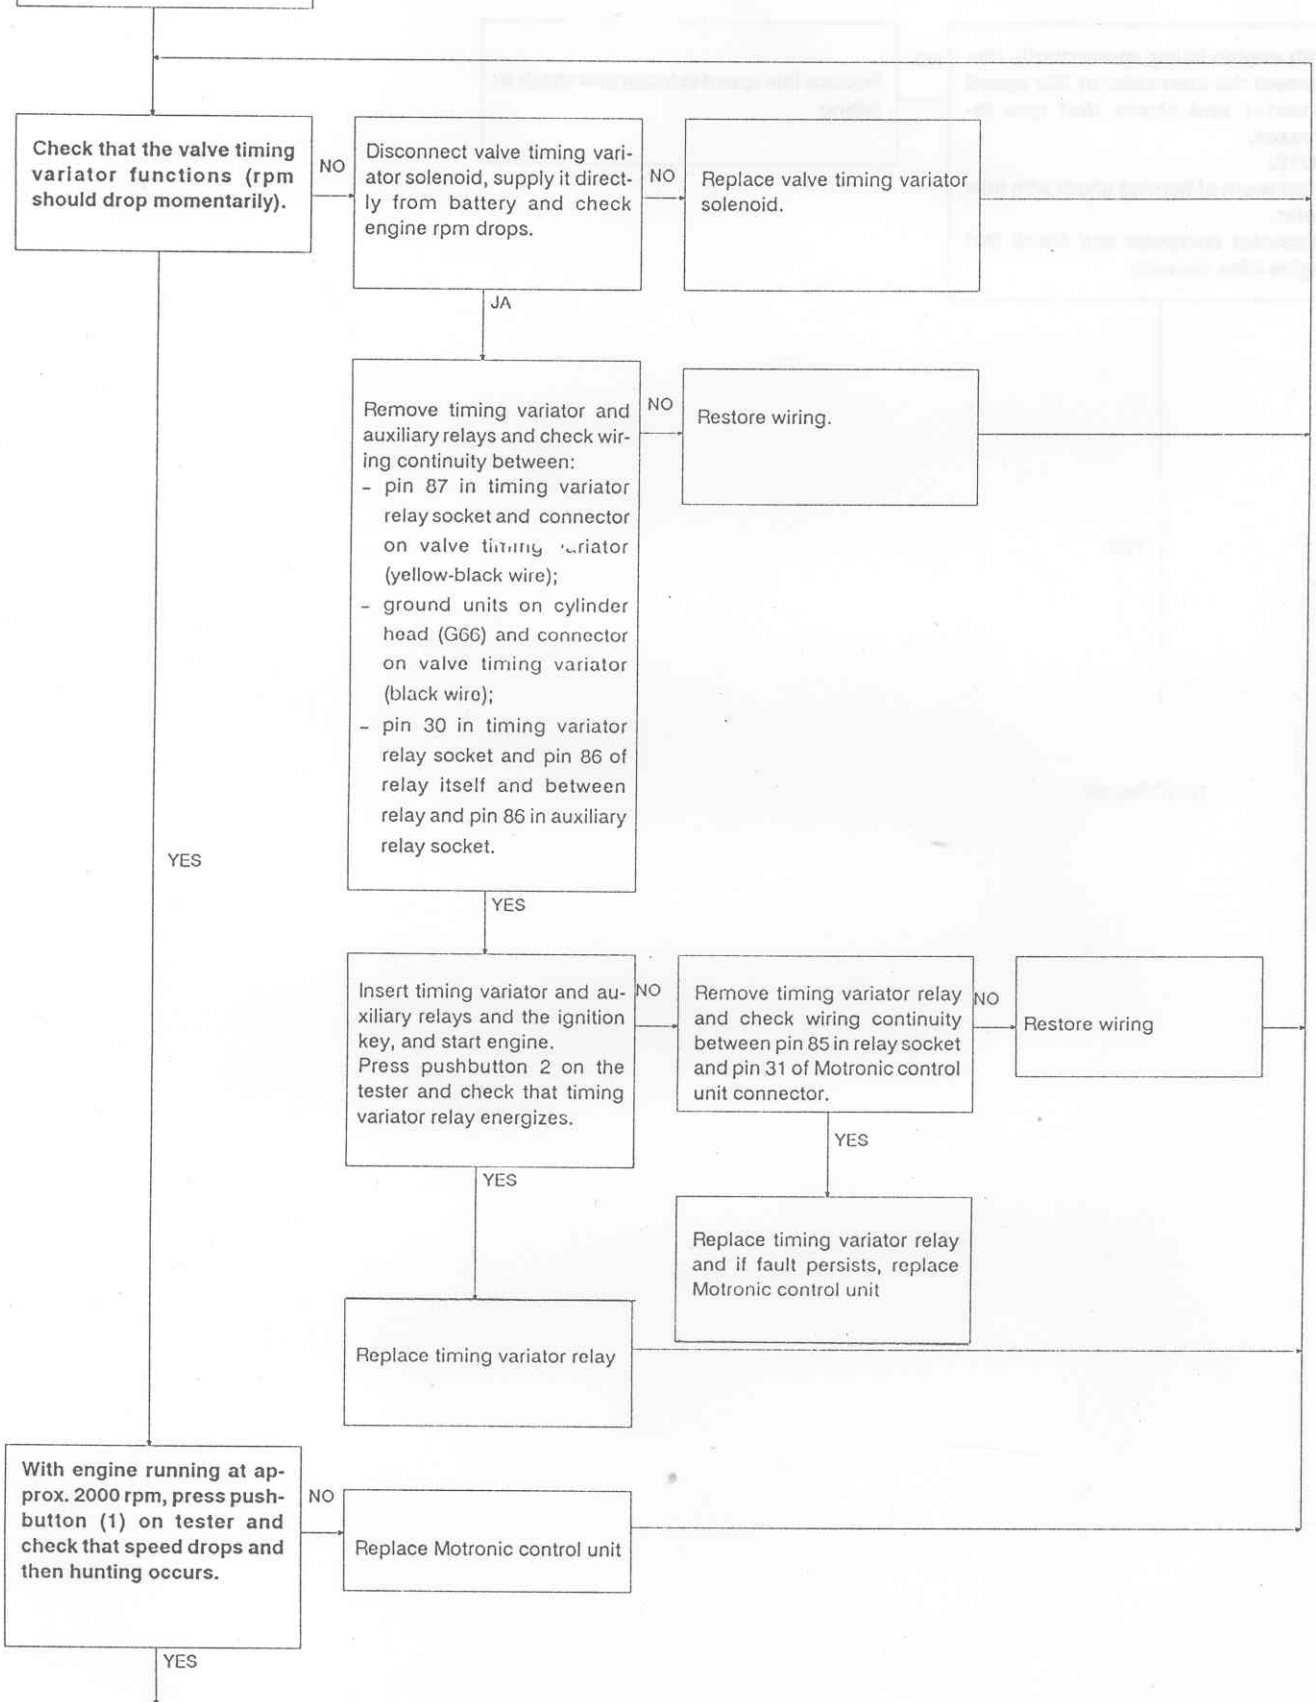 Check that the valve timing
variator functions (rpm
should drop momentarily).
NO
Disconnect valve timing vari-
ator solenoid, supply it direct-
ly from battery and check
engine rpm drops.
NO
Replace valve timing variator
solenoid.
JA
Remove timing variator and
auxiliary relays and check wir-
ing continuity between:
- pin 87 in timing variator
relay socket and connector
on valve timing variator
(yellow-black wire);
- ground units on cylinder
head (G66) and connector
on valve timing variator
(black wire);
- pin 30 in timing variator
relay socket and pin 86 of
relay itself and between
relay and pin 86 in auxiliary
relay socket.
NO
Restore wiring.
YES
YES
Insert timing variator and au-
xiliary relays and the ignition
key, and start engine.
Press pushbutton 2 on the
tester and check that timing
variator relay energizes.
NO
Remove timing variator relay
and check wiring continuity
between pin 85 in relay socket
and pin 31 of Motronic control
unit connector.
NO
Restore wiring
YES
YES
Replace timing variator relay
and if fault persists, replace
Motronic control unit
Replace timing variator relay
With engine running at ap-
prox. 2000 rpm, press push-
button (1) on tester and
check that speed drops and
then hunting occurs.
NO
Replace Motronic control unit
YES